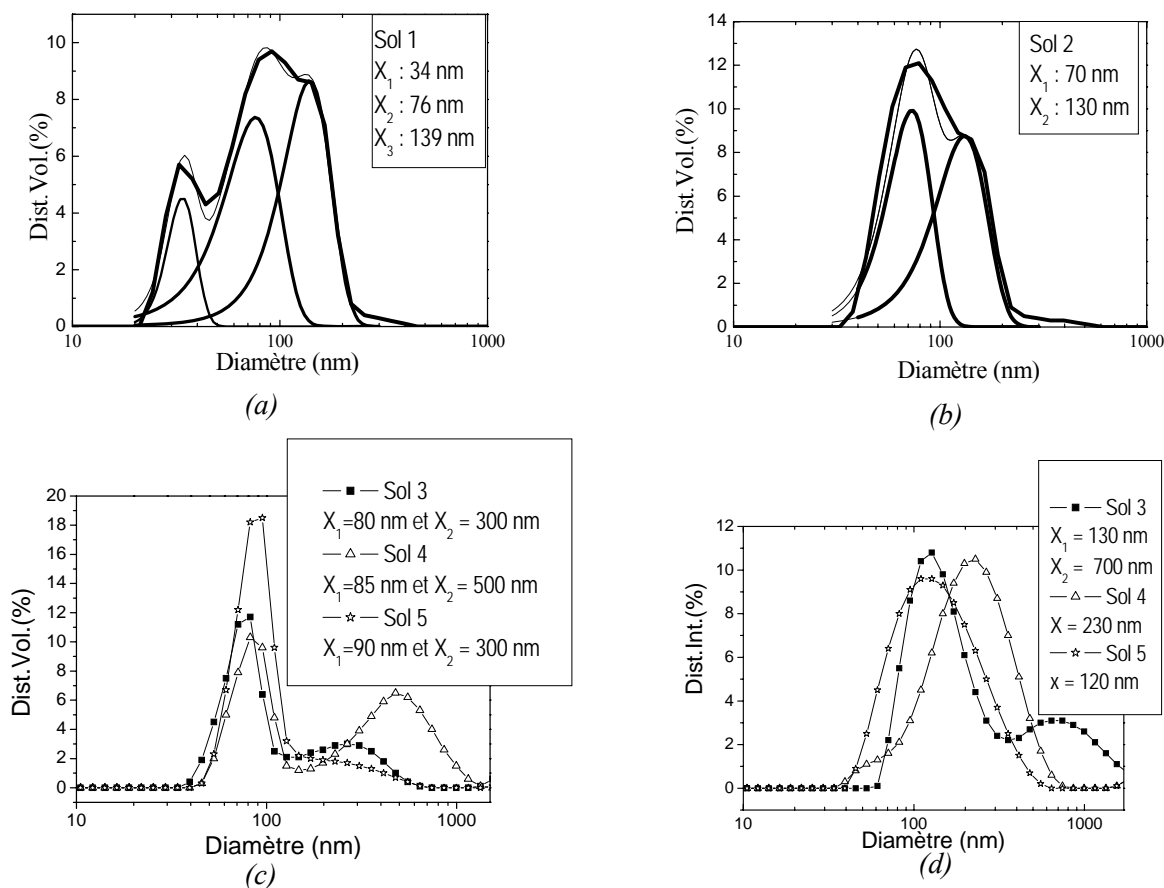 Sol 1
X1 : 34 nm
X2 : 76 nm
X3 : 139 nm
Dist.Vol.(%)
10
8
6
4
2
0
10 100 1000
Diamètre (nm)
(a)
Sol 2
X1 : 70 nm
X2 : 130 nm
Dist.Vol.(%)
14
12
10
8
6
4
2
0
10 100 1000
Diamètre (nm)
(b)
Sol 3
X1=80 nm et X2 = 300 nm
Sol 4
X1=85 nm et X2 = 500 nm
Sol 5
X1=90 nm et X2 = 300 nm
Dist.Vol.(%)
20
18
16
14
12
10
8
6
4
2
0
10 100 1000
Diamètre (nm)
(c)
Sol 3
X1 = 130 nm
X2 = 700 nm
Sol 4
X = 230 nm
Sol 5
x = 120 nm
Dist.Int.(%)
12
10
8
6
4
2
0
10 100 1000
Diamètre (nm)
(d)